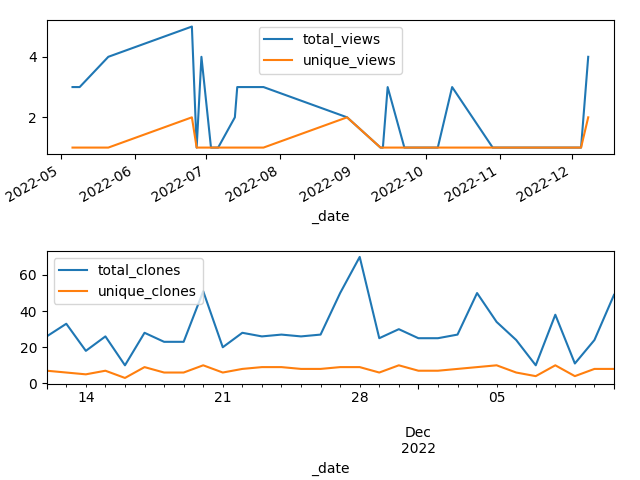 total_views
unique_views
4
2
2022-05
2022-06
2022-07
2022-08
2022-09
2022-10
2022-11
2022-12
_date
total_clones
unique_clones
60
40
20
0
14
21
28
05
Dec
2022
_date